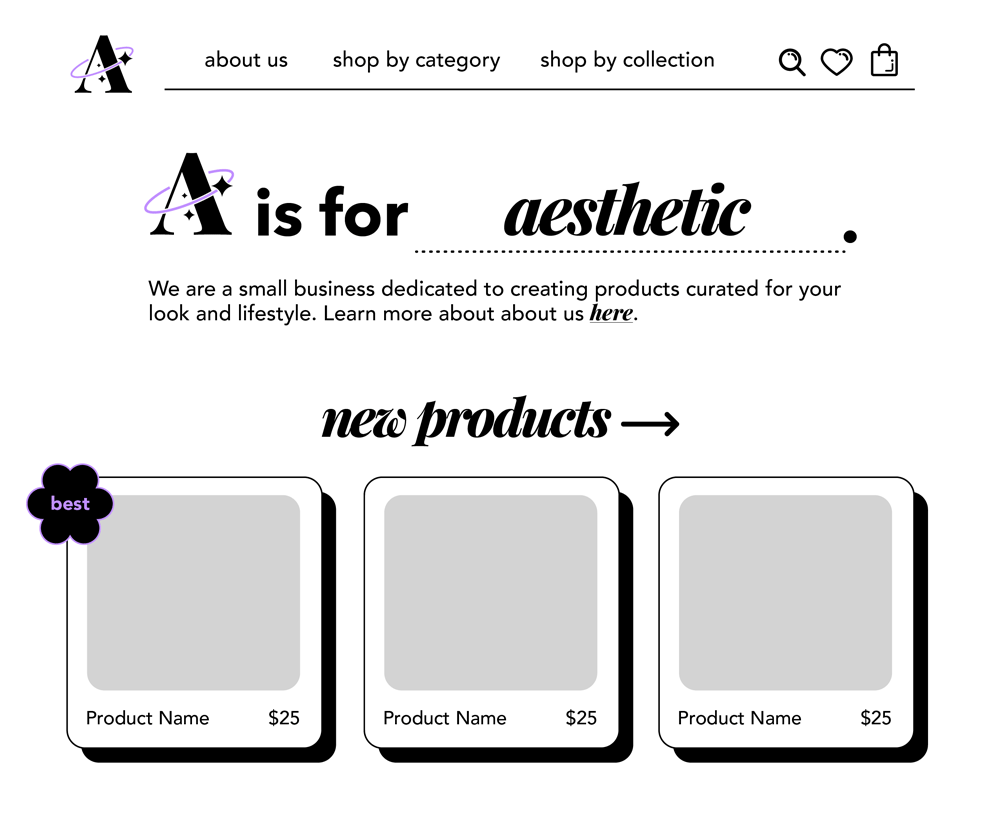 A
about us
shop by category
shop by collection
A is for aesthetic.
We are a small business dedicated to creating products curated for your
look and lifestyle. Learn more about about us here.
new products →
best
Product Name $25
Product Name $25
Product Name $25